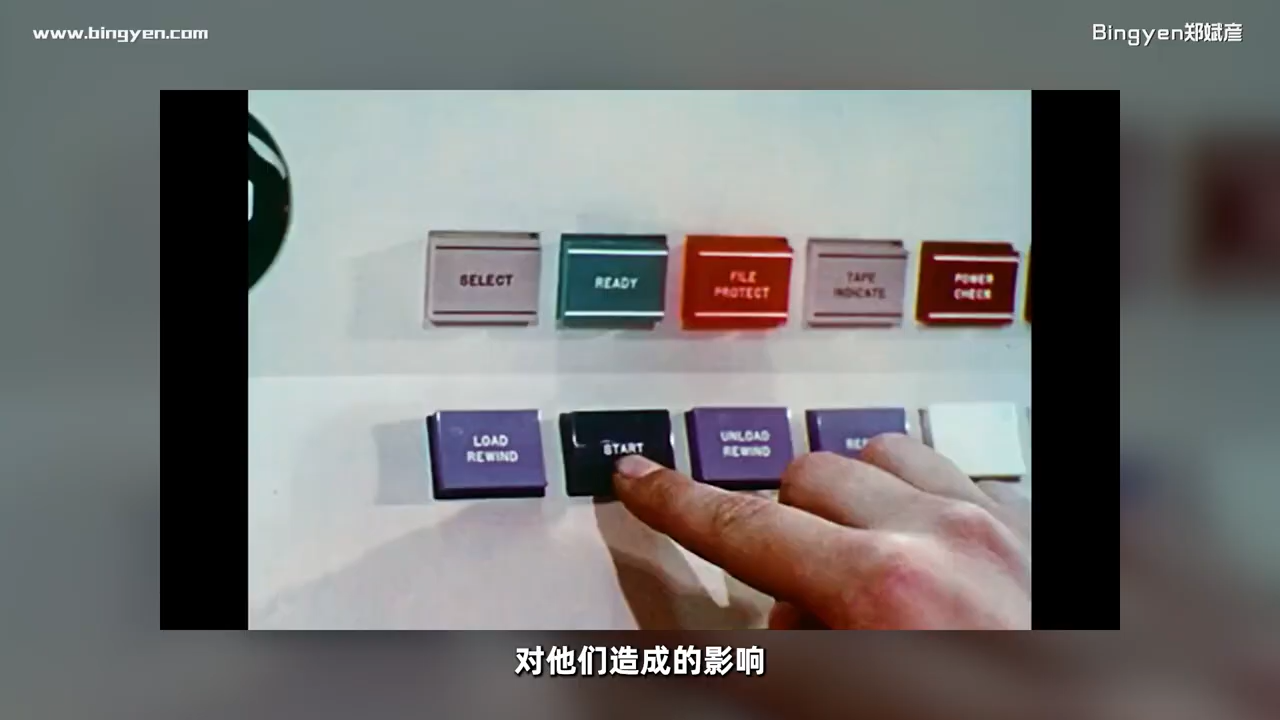 www.bingyen.com
Bingyen郑斌彦
SELECT
READY
FILE
PROTECT
TAPE
INDICATE
POWER
CHECK
LOAD
REWIND
START
UNLOAD
REWIND
对他们造成的影响